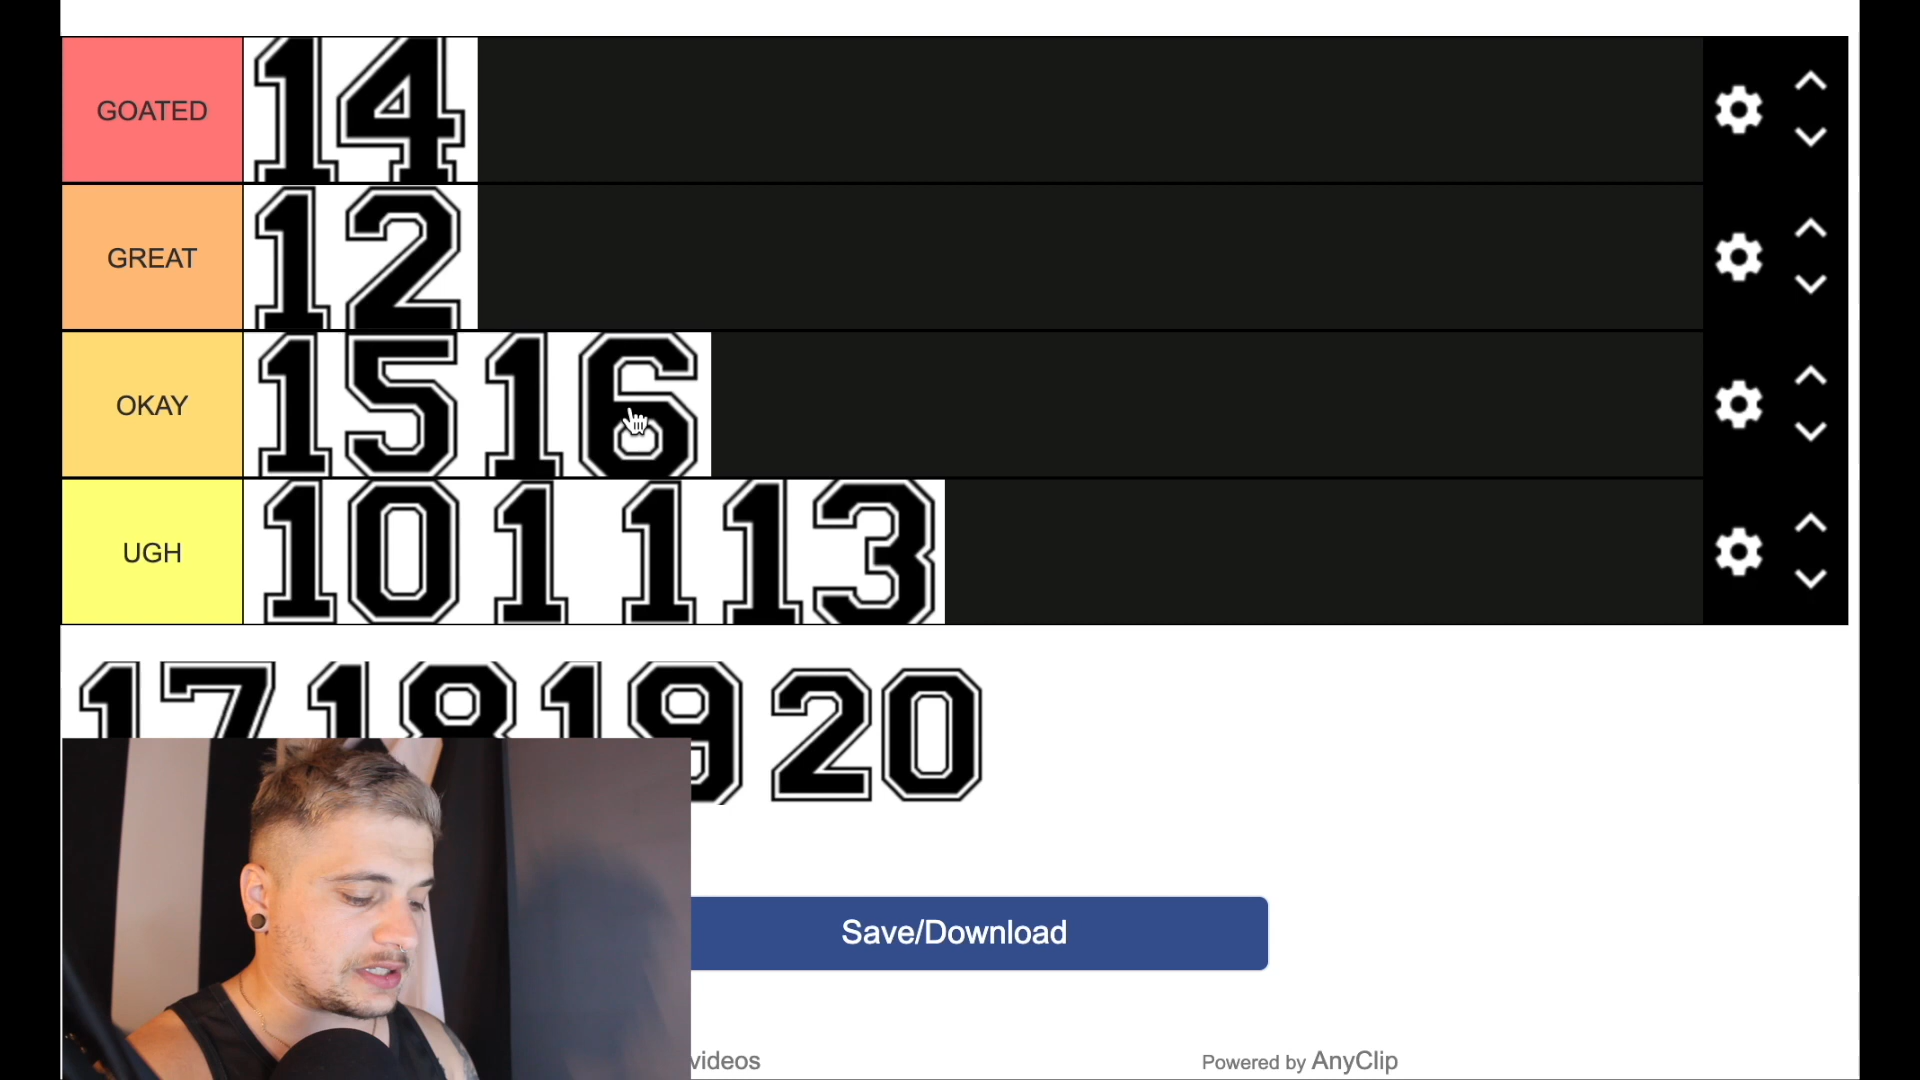 GOATED 14
GREAT 12
OKAY 15 16
UGH 10 11 13
17 18 19 20
Save/Download
videos Powered by AnyClip